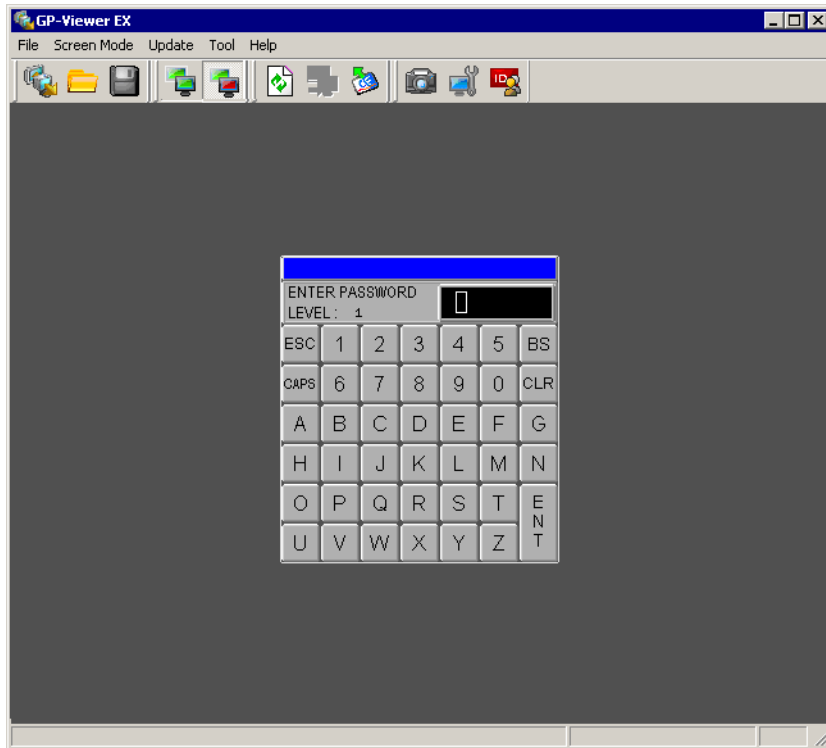 GP-Viewer EX
File Screen Mode Update Tool Help
ID
ENTER PASSWORD
LEVEL : 1
ESC 1 2 3 4 5 BS
CAPS 6 7 8 9 0 CLR
A B C D E F G
H I J K L M N
O P Q R S T ENT
U V W X Y Z